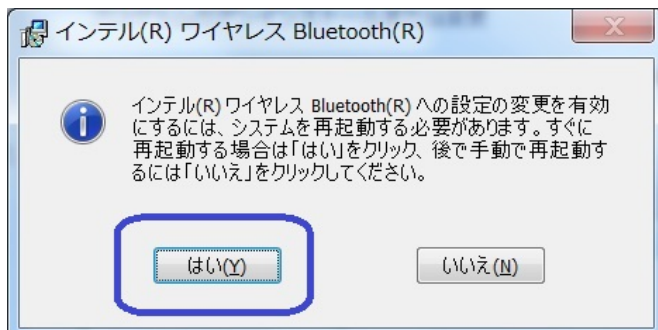 インテル(R) ワイヤレス Bluetooth(R)
インテル(R) ワイヤレス Bluetooth(R) への設定の変更を有効
にするには、システムを再起動する必要があります。すぐに
再起動する場合は「はい」をクリック、後で手動で再起動す
るには「いいえ」をクリックしてください。
はい(Y)
いいえ(N)